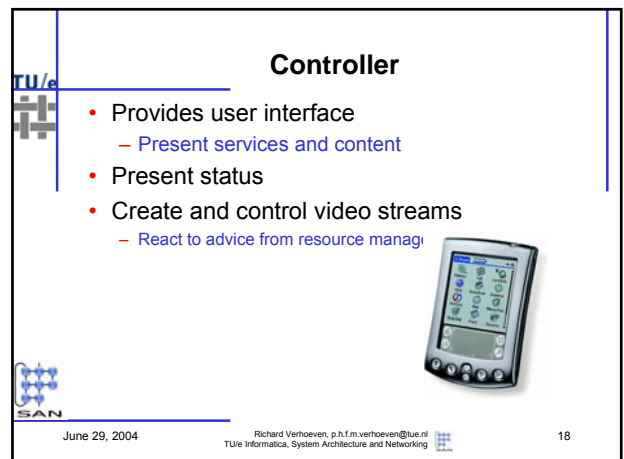 Controller
TU/e
• Provides user interface
– Present services and content
• Present status
• Create and control video streams
– React to advice from resource manage
SAN
June 29, 2004
Richard Verhoeven, p.h.f.m.verhoeven@tue.nl
TU/e Informatica, System Architecture and Networking
18